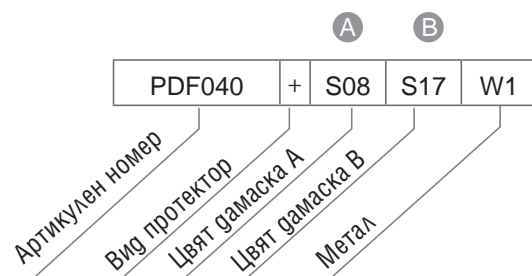 A B
PDF040 + S08 S17 W1
Артикулен номер
Вид протектор
Цвят дамаска A
Цвят дамаска B
Метал